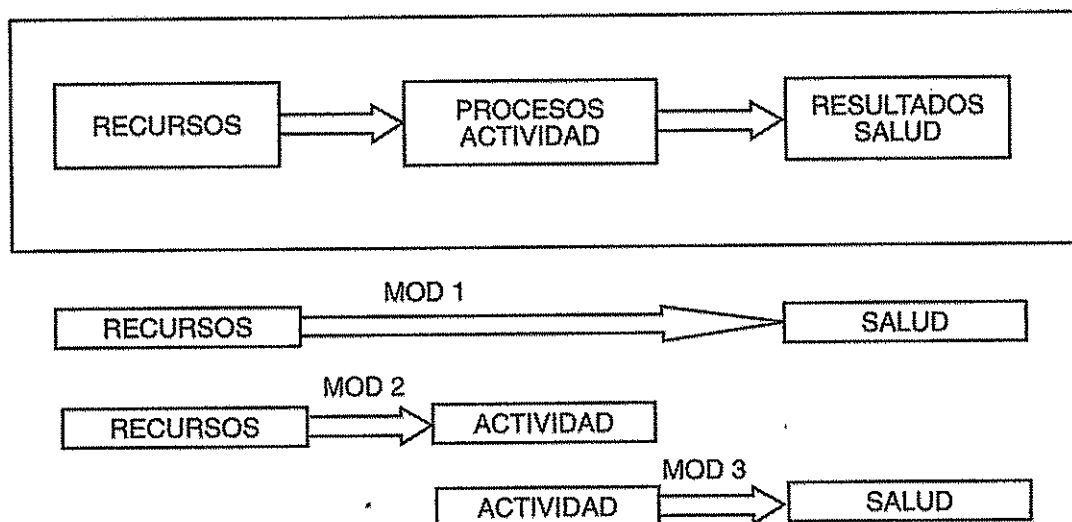 RECURSOS
PROCESOS
ACTIVIDAD
RESULTADOS
SALUD
MOD 1
RECURSOS
SALUD
MOD 2
RECURSOS
ACTIVIDAD
MOD 3
ACTIVIDAD
SALUD